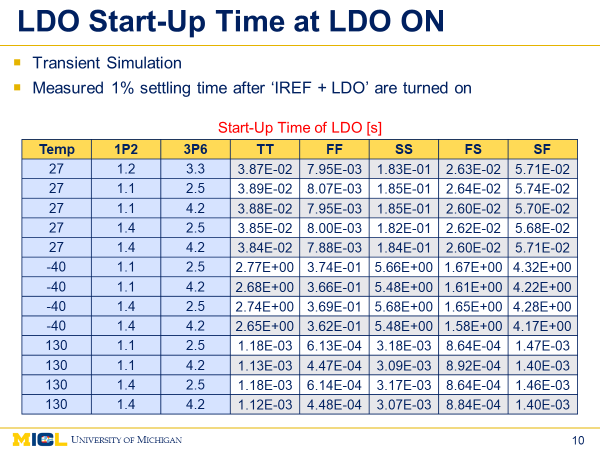 LDO Start-Up Time at LDO ON
Transient Simulation
Measured 1% settling time after ‘IREF + LDO’ are turned on
Start-Up Time of LDO [s]
Temp 1P2 3P6 TT FF SS FS SF
27 1.2 3.3 3.87E-02 7.95E-03 1.83E-01 2.63E-02 5.71E-02
27 1.1 2.5 3.89E-02 8.07E-03 1.85E-01 2.64E-02 5.74E-02
27 1.1 4.2 3.88E-02 7.95E-03 1.85E-01 2.60E-02 5.70E-02
27 1.4 2.5 3.85E-02 8.00E-03 1.82E-01 2.62E-02 5.68E-02
27 1.4 4.2 3.84E-02 7.88E-03 1.84E-01 2.60E-02 5.71E-02
-40 1.1 2.5 2.77E+00 3.74E-01 5.66E+00 1.67E+00 4.32E+00
-40 1.1 4.2 2.68E+00 3.66E-01 5.48E+00 1.61E+00 4.22E+00
-40 1.4 2.5 2.74E+00 3.69E-01 5.68E+00 1.65E+00 4.28E+00
-40 1.4 4.2 2.65E+00 3.62E-01 5.48E+00 1.58E+00 4.17E+00
130 1.1 2.5 1.18E-03 6.13E-04 3.18E-03 8.64E-04 1.47E-03
130 1.1 4.2 1.13E-03 4.47E-04 3.09E-03 8.92E-04 1.40E-03
130 1.4 2.5 1.18E-03 6.14E-04 3.17E-03 8.64E-04 1.46E-03
130 1.4 4.2 1.12E-03 4.48E-04 3.07E-03 8.84E-04 1.40E-03
MICL UNIVERSITY OF MICHIGAN 10